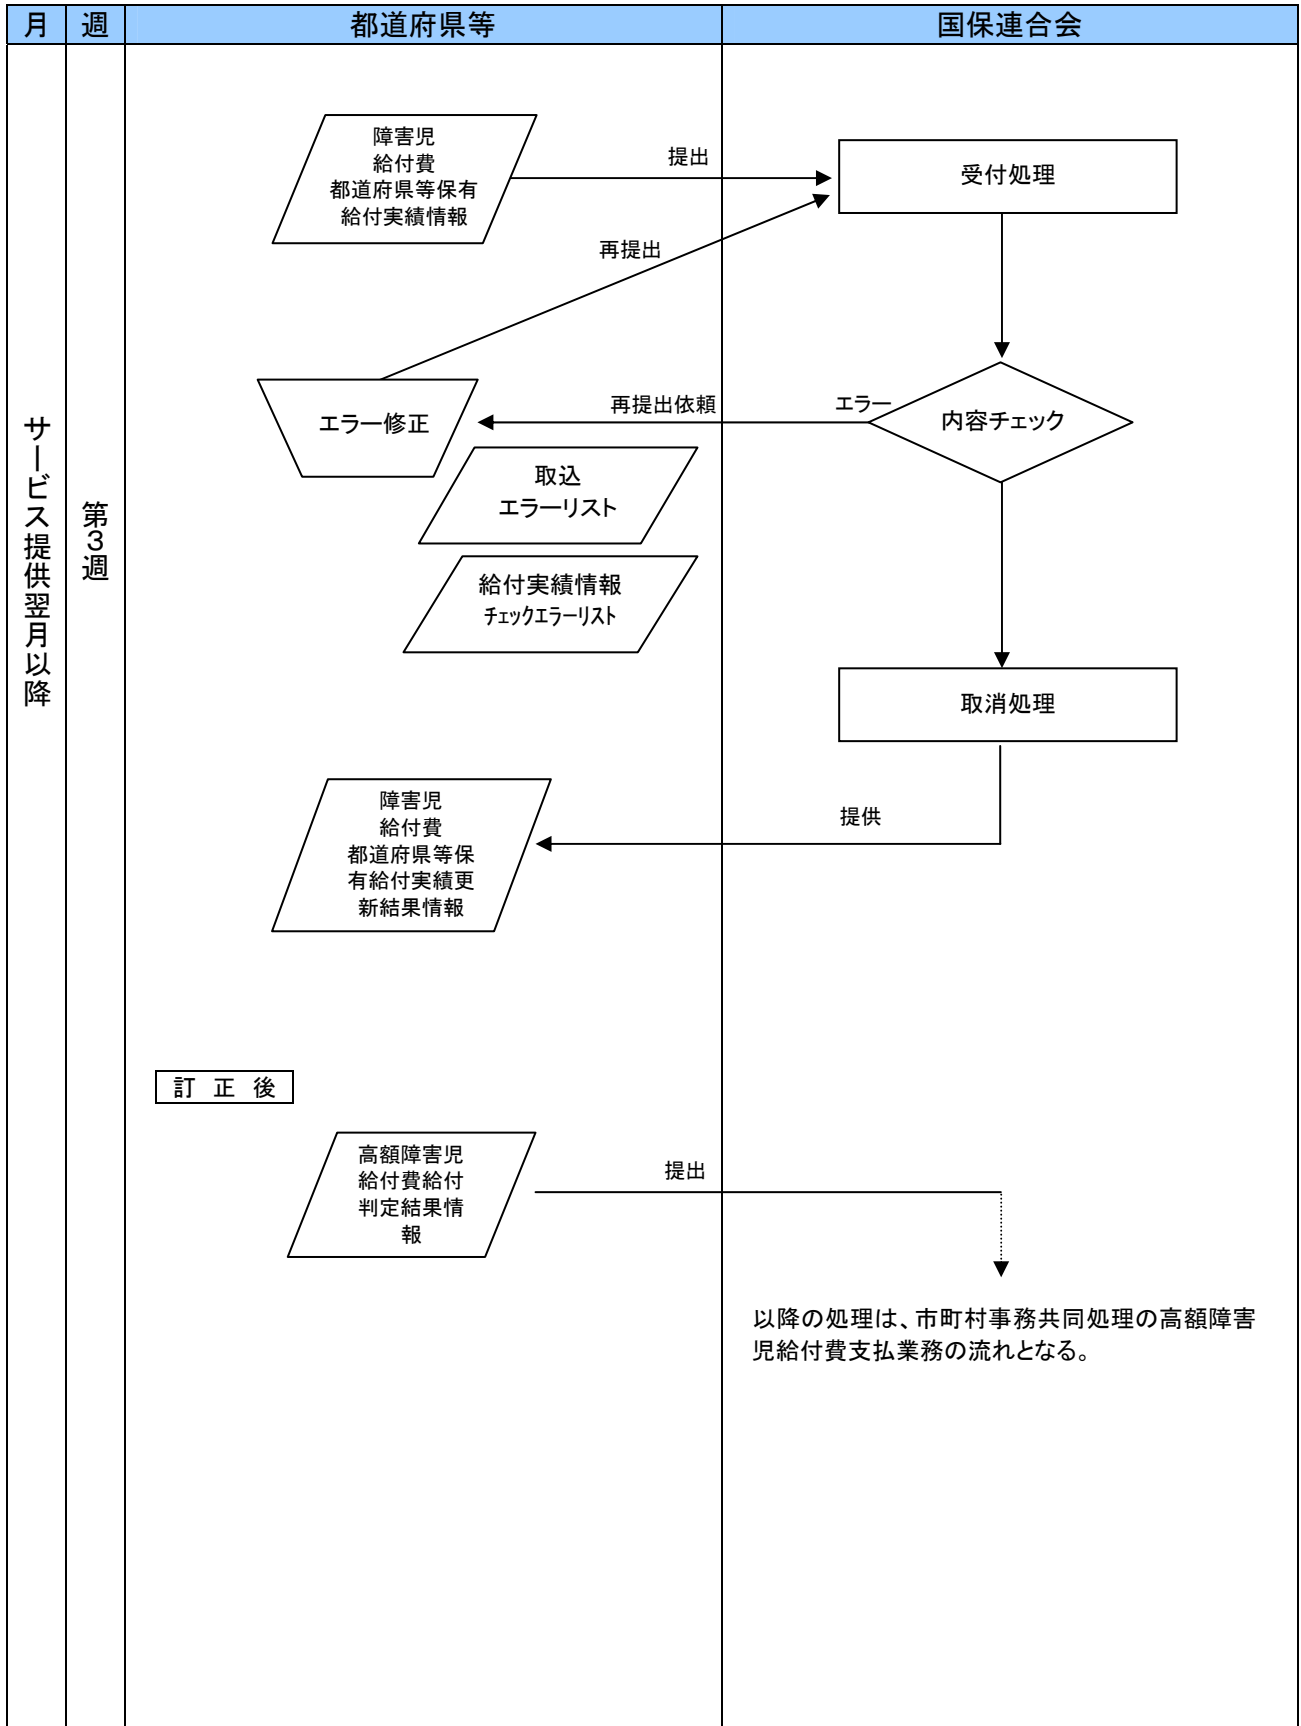 月
週
都道府県等
国保連合会
サービス提供翌月以降
第3週
障害児
給付費
都道府県等保有
給付実績情報
提出
受付処理
再提出
エラー修正
再提出依頼
エラー
内容チェック
取込
エラーリスト
給付実績情報
チェックエラーリスト
取消処理
障害児
給付費
都道府県等保
有給付実績更
新結果情報
提供
訂 正 後
高額障害児
給付費給付
判定結果情
報
提出
以降の処理は、市町村事務共同処理の高額障害
児給付費支払業務の流れとなる。